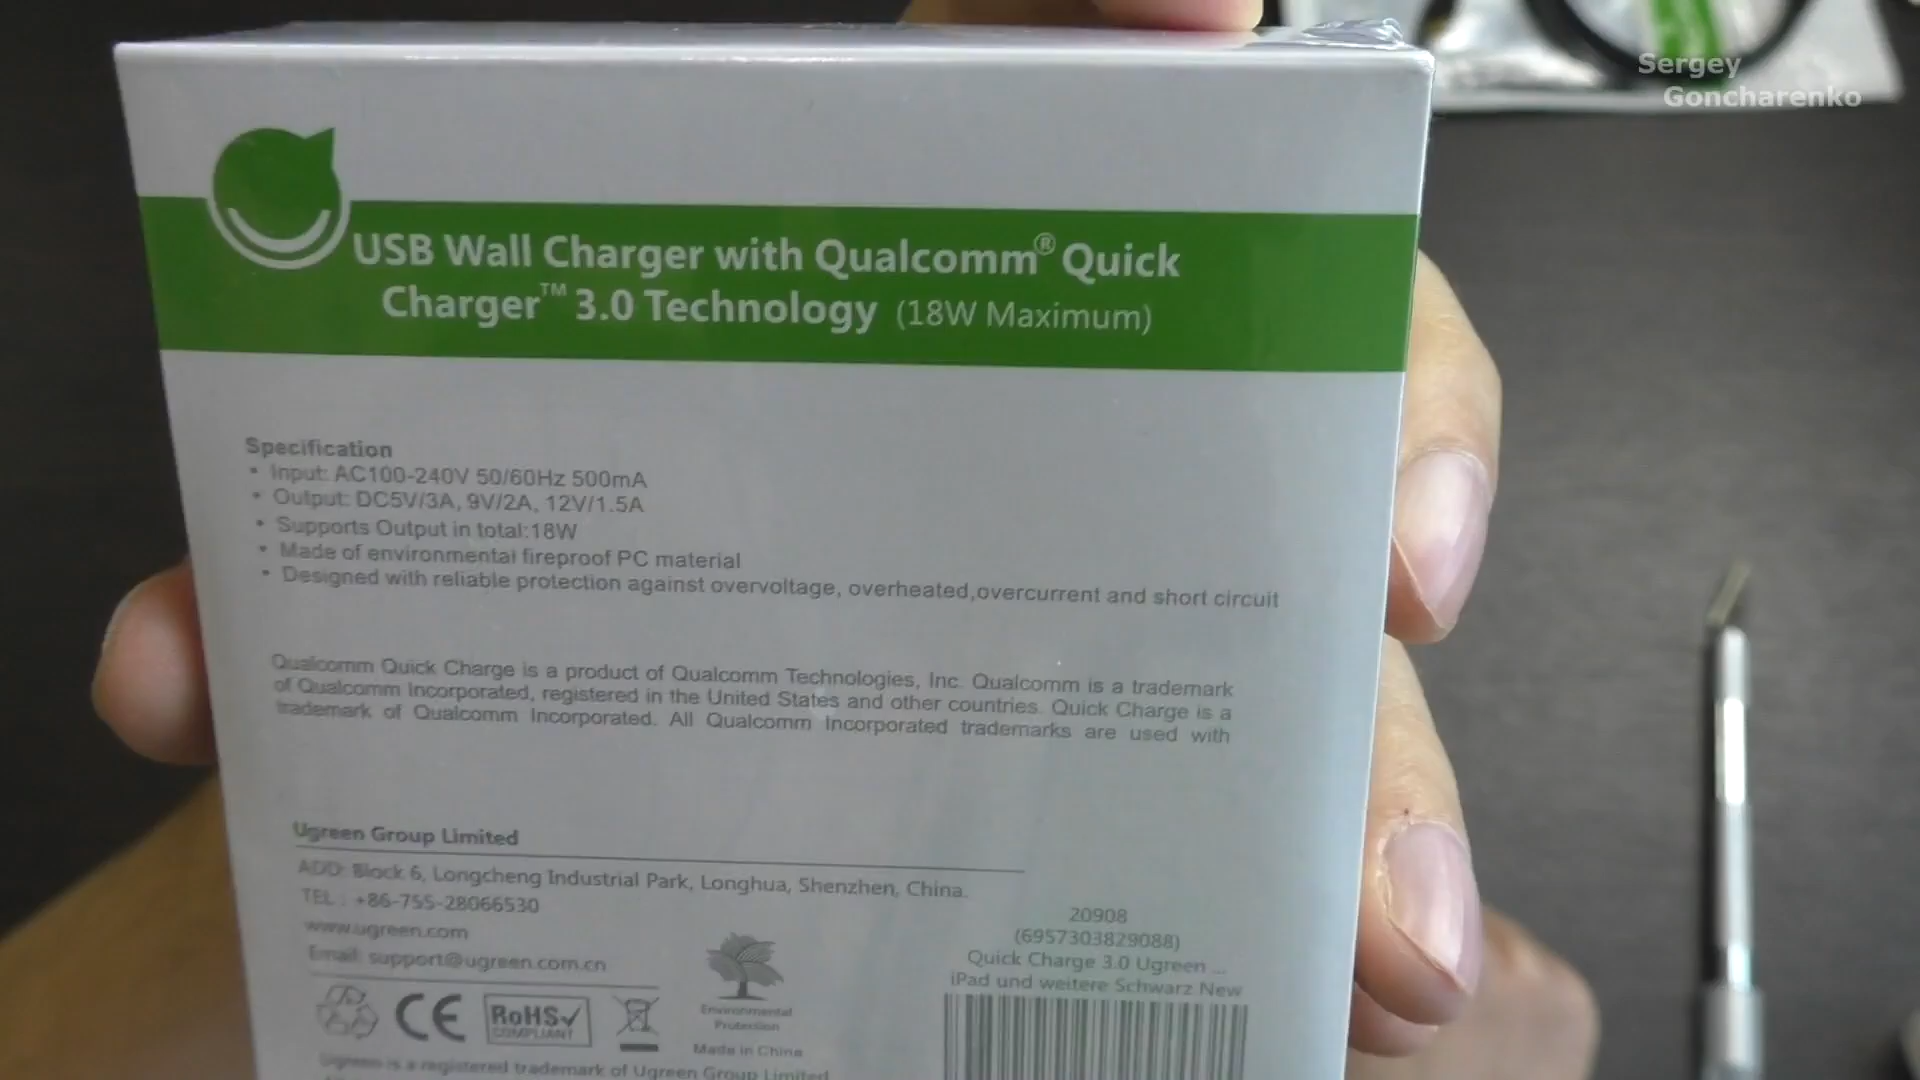 Sergey
Goncharenko
USB Wall Charger with Qualcomm® Quick
Charger™ 3.0 Technology (18W Maximum)
Specification
• Input: AC100-240V 50/60Hz 500mA
• Output: DC5V/3A, 9V/2A, 12V/1.5A
• Supports Output in total:18W
• Made of environmental fireproof PC material
• Designed with reliable protection against overvoltage, overheated,overcurrent and short circuit
Qualcomm Quick Charge is a product of Qualcomm Technologies, Inc. Qualcomm is a trademark
of Qualcomm Incorporated, registered in the United States and other countries. Quick Charge is a
trademark of Qualcomm Incorporated. All Qualcomm Incorporated trademarks are used with
Ugreen Group Limited
ADD: Block 6, Longcheng Industrial Park, Longhua, Shenzhen, China.
TEL : +86-755-28066530
www.ugreen.com
Email: support@ugreen.com.cn
CE
RoHS✓
COMPLIANT
Environmental
Protection
Made in China
20908
(6957303829088)
Quick Charge 3.0 Ugreen ...
iPad und weitere Schwarz New
Ugreen is a registered trademark of Ugreen Group Limited